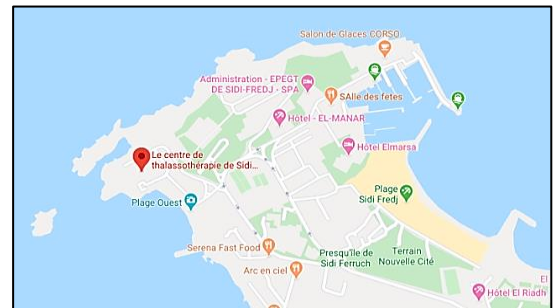 Salon de Glaces CORSO
Administration - EPEGT
DE SIDI-FREDJ - SPA
SAlle des fetes
Hôtel - EL-MANAR
Hôtel Elmarsa
Le centre de
thalassothérapie de Sidi...
Plage Ouest
Plage
Sidi Fredj
Serena Fast Food
Presqu'île de
Sidi Ferruch
Terrain
Nouvelle Cité
Arc en ciel
El
Hôtel El Riadh